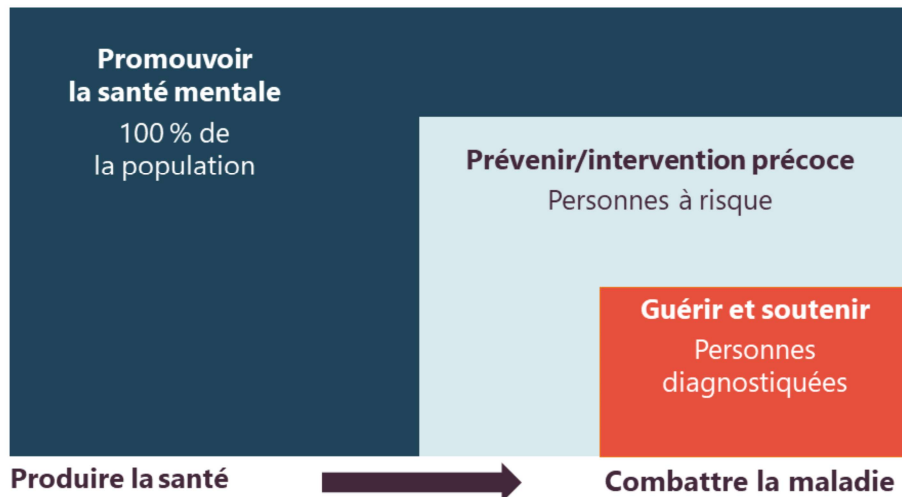 Promouvoir
la santé mentale
100 % de
la population
Prévenir/intervention précoce
Personnes à risque
Guérir et soutenir
Personnes
diagnostiquées
Produire la santé
Combattre la maladie